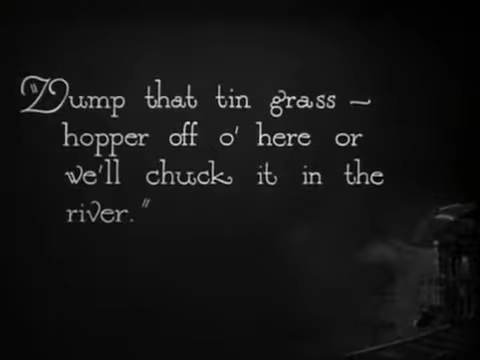 "Dump that tin grass —
hopper off o' here or
we'll chuck it in the
river."